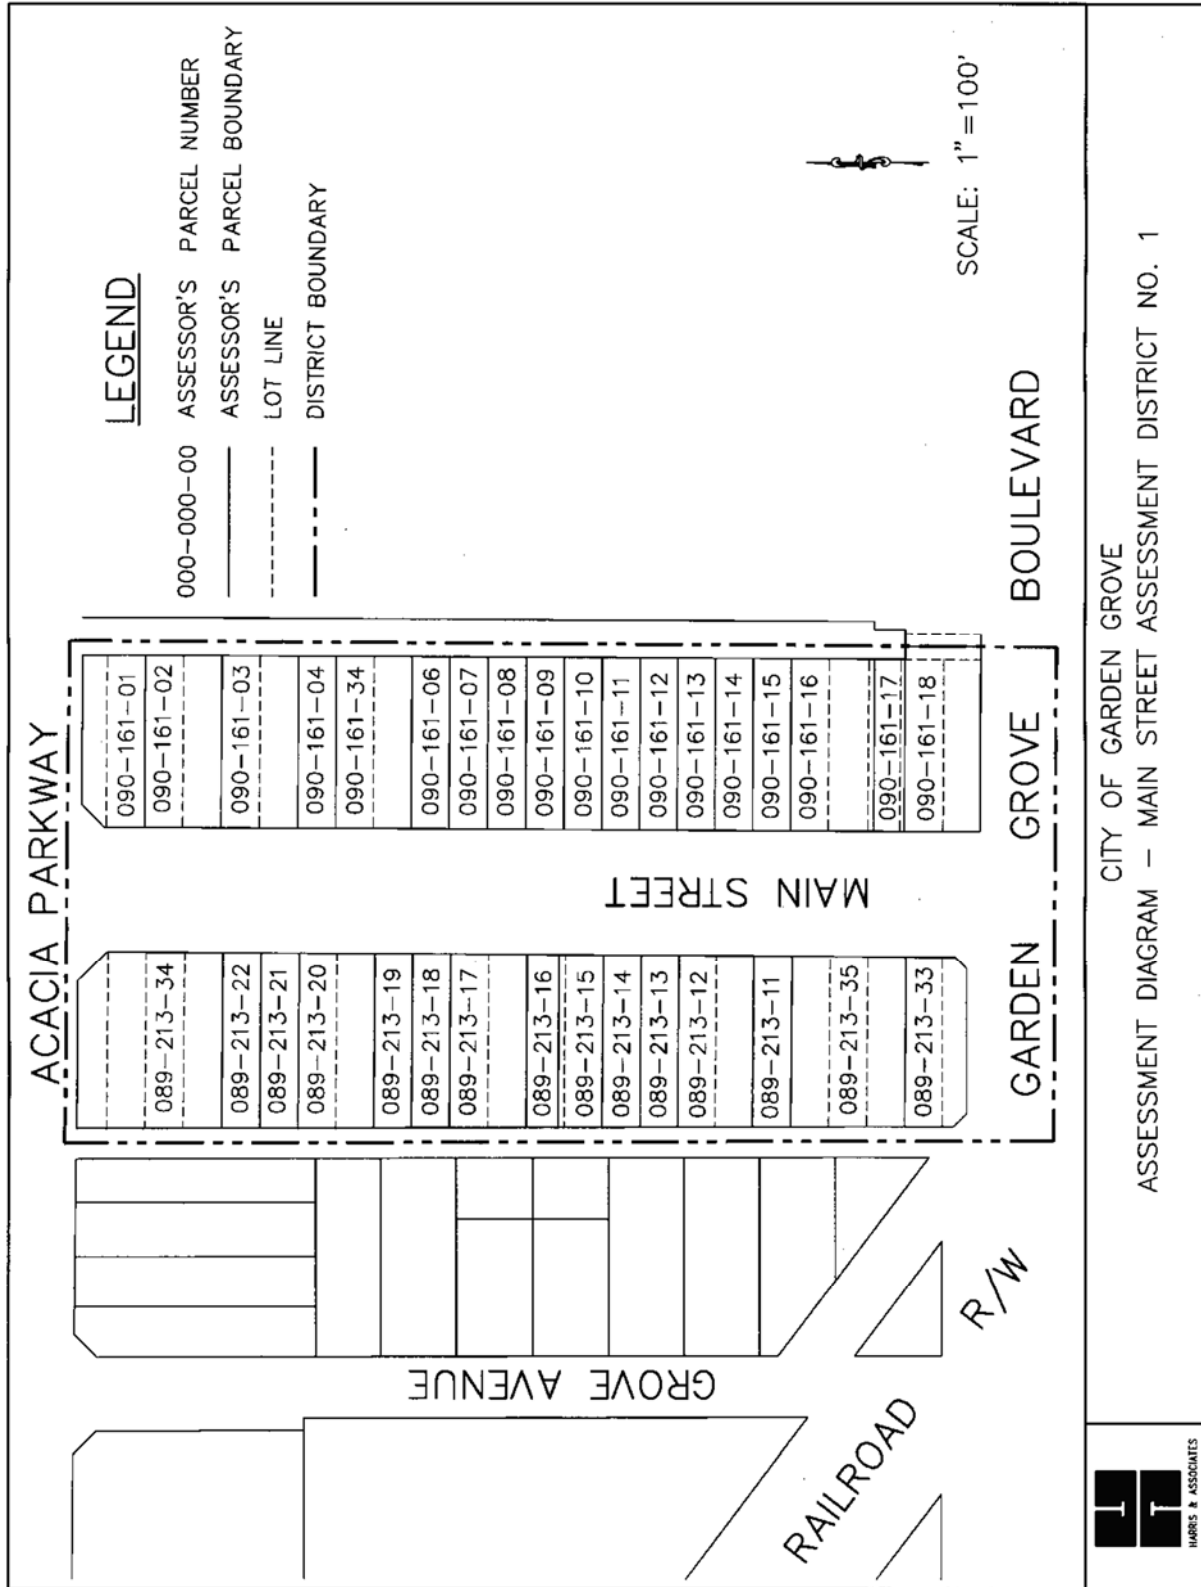 ACACIA PARKWAY
LEGEND
000-000-00 ASSESSOR'S PARCEL NUMBER
ASSESSOR'S PARCEL BOUNDARY
LOT LINE
DISTRICT BOUNDARY
089-213-34
089-213-22
089-213-21
089-213-20
089-213-19
089-213-18
089-213-17
089-213-16
089-213-15
089-213-14
089-213-13
089-213-12
089-213-11
089-213-35
089-213-33
MAIN STREET
090-161-01
090-161-02
090-161-03
090-161-04
090-161-34
090-161-06
090-161-07
090-161-08
090-161-09
090-161-10
090-161-11
090-161-12
090-161-13
090-161-14
090-161-15
090-161-16
090-161-17
090-161-18
GROVE AVENUE
RAILROAD R/W
GARDEN GROVE BOULEVARD
SCALE: 1"=100'
HARRIS & ASSOCIATES
CITY OF GARDEN GROVE
ASSESSMENT DIAGRAM – MAIN STREET ASSESSMENT DISTRICT NO. 1